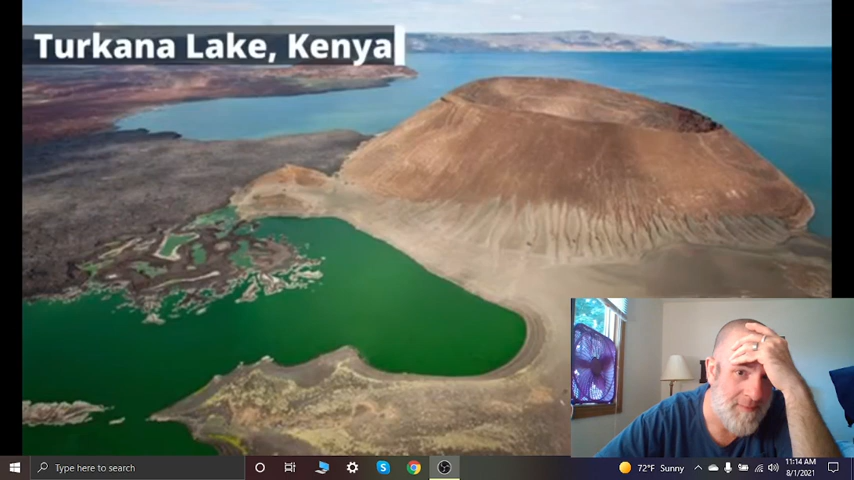 Turkana Lake, Kenya
Type here to search
72°F Sunny
11:14 AM
8/1/2021